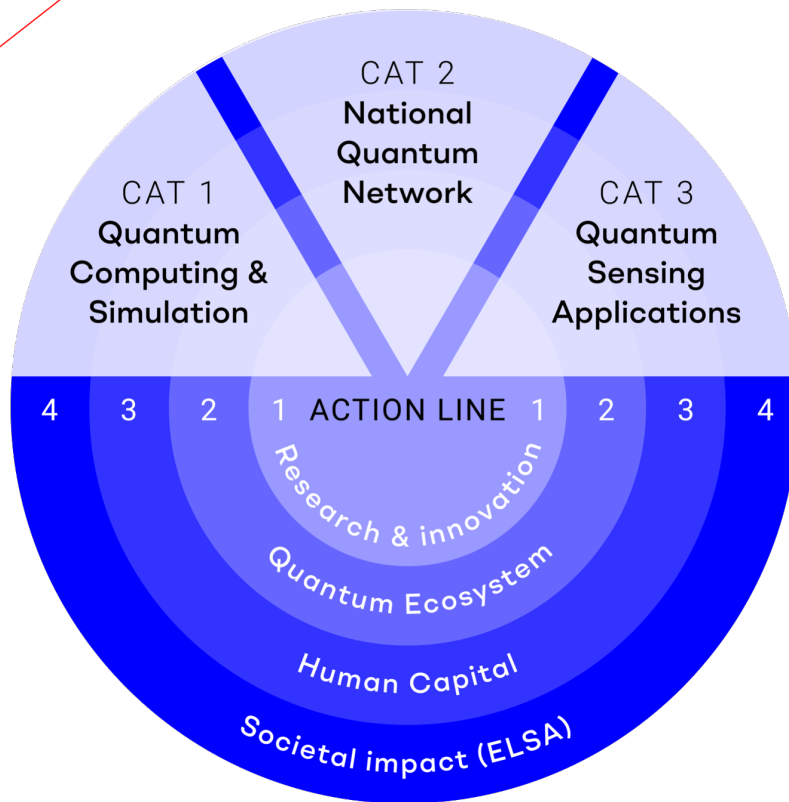 CAT 1
Quantum
Computing &
Simulation
CAT 2
National
Quantum
Network
CAT 3
Quantum
Sensing
Applications
4 3 2 1 ACTION LINE 1 2 3 4
Research & innovation
Quantum Ecosystem
Human Capital
Societal impact (ELSA)